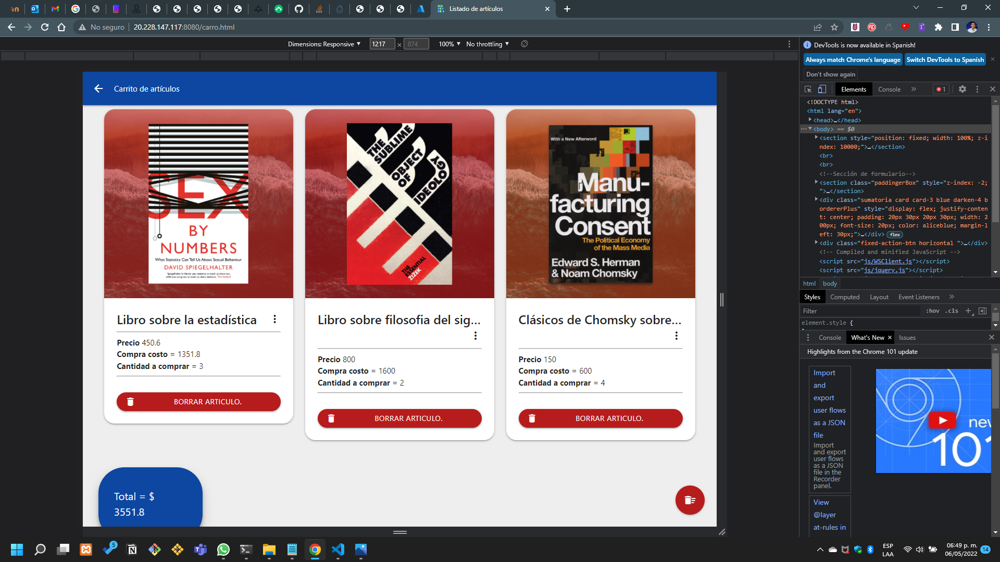 Listado de artículos
No seguro
20.228.147.117:8080/carro.html
Dimensions: Responsive
1217
×
874
100%
No throttling
DevTools is now available in Spanish!
Always match Chrome's language
Switch DevTools to Spanish
Don't show again
Elements
Console
1
<!DOCTYPE html>
<html lang="en">
<head>…</head>
<body> == $0
<section style="position: fixed; width: 100%; z-i
ndex: 10000;">…</section>
<br>
<br>
<!--Sección de formulario-->
<section class="paddingerBox" style="z-index: -2;
">…</section>
<div class="sumatoria card card-3 blue darken-4 b
ordererPlus" style="display: flex; justify-conten
t: center; padding: 20px 30px 20px 30px; width: 2
00px; font-size: 20px; color: aliceblue; margin-l
eft: 30px;">…</div> flex
<div class="fixed-action-btn horizontal ">…</div>
<!-- Compiled and minified JavaScript -->
<script src="js/WSClient.js"></script>
<script src="js/jquery.js"></script>
html body
Styles
Computed
Layout
Event Listeners
Filter
:hov .cls
element.style {
Console
What's New
Issues
Highlights from the Chrome 101 update
Import
and
export
user flows
as a JSON
file
Import
and export
user flows
as a JSON
file in the
Recorder
panel.
View
@layer
at-rules in
new
101
Carrito de artículos
SEX
BY
NUMBERS
What Statistics Can Tell Us About Sexual Behaviour
DAVID SPIEGELHALTER
Libro sobre la estadística
Precio 450.6
Compra costo = 1351.8
Cantidad a comprar = 3
BORRAR ARTICULO.
THE SUBLIME
OBJECT
OF
IDEOLOGY
THE
ESSENTIAL
ZIZEK
Libro sobre filosofia del sig...
Precio 800
Compra costo = 1600
Cantidad a comprar = 2
BORRAR ARTICULO.
With a New Afterword
Manu-
facturing
Consent
The Political Economy
of the Mass Media
Edward S. Herman
& Noam Chomsky
Clásicos de Chomsky sobre...
Precio 150
Compra costo = 600
Cantidad a comprar = 4
BORRAR ARTICULO.
Total = $
3551.8
5
ESP
LAA
06:49 p. m.
06/05/2022
14